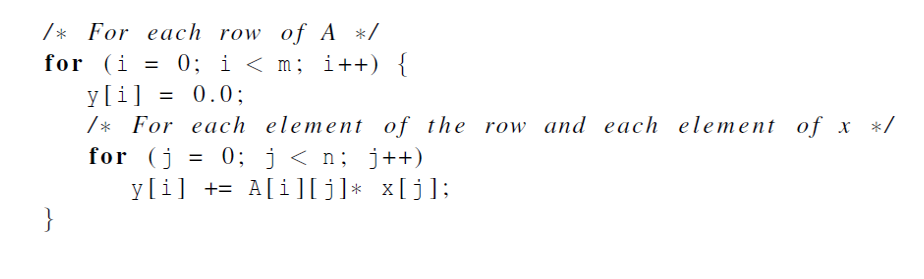 /* For each row of A */
for (i = 0; i < m; i++) {
y[i] = 0.0;
/* For each element of the row and each element of x */
for (j = 0; j < n; j++)
y[i] += A[i][j]* x[j];
}